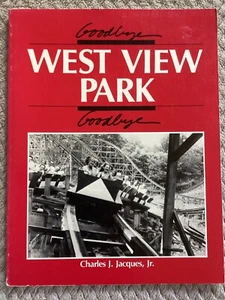 Goodbye
WEST VIEW
PARK
Goodbye
Charles J. Jacques, Jr.